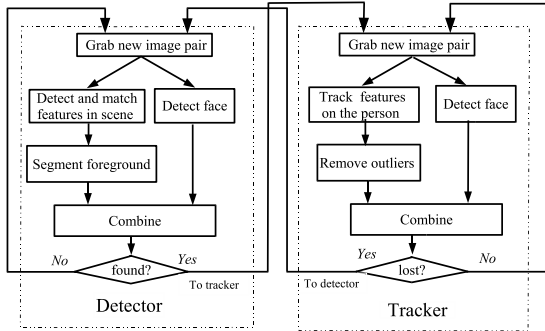 Grab new image pair
Detect and match
features in scene
Detect face
Segment foreground
Combine
No
found?
Yes
To tracker
Detector
Grab new image pair
Track features
on the person
Detect face
Remove outliers
Combine
Yes
lost?
No
To detector
Tracker